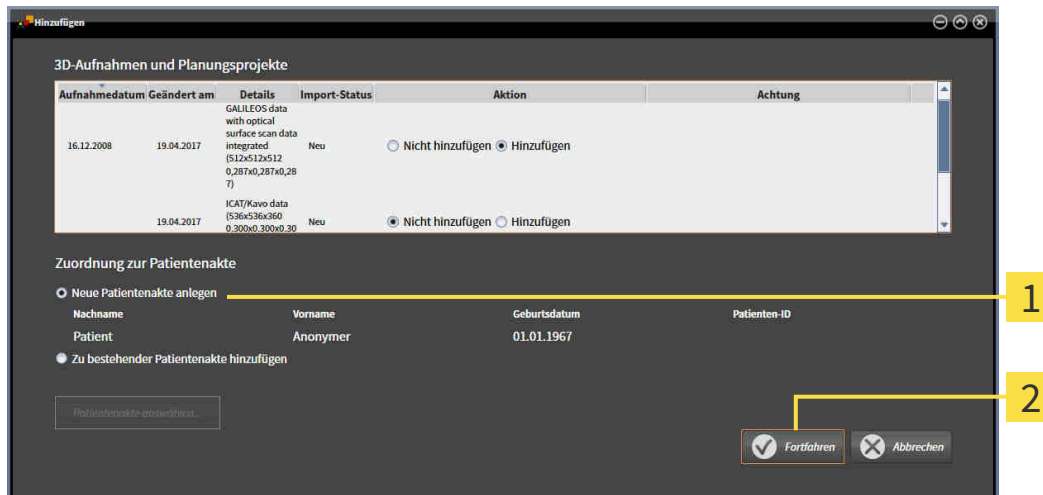 Hinzufügen
3D-Aufnahmen und Planungsprojekte
Aufnahmedatum Geändert am Details Import-Status Aktion Achtung
GALILEOS data
with optical
surface scan data
16.12.2008 19.04.2017 integrated Neu Nicht hinzufügen Hinzufügen
(512x512x512
0,287x0,287x0,28
7)
ICAT/Kavo data
(536x536x360
19.04.2017 0,300x0,300x0,30 Neu Nicht hinzufügen Hinzufügen
Zuordnung zur Patientenakte
Neue Patientenakte anlegen
1
Nachname Vorname Geburtsdatum Patienten-ID
Patient Anonymer 01.01.1967
Zu bestehender Patientenakte hinzufügen
2
Patientenakte auswählen...
Fortfahren Abbrechen